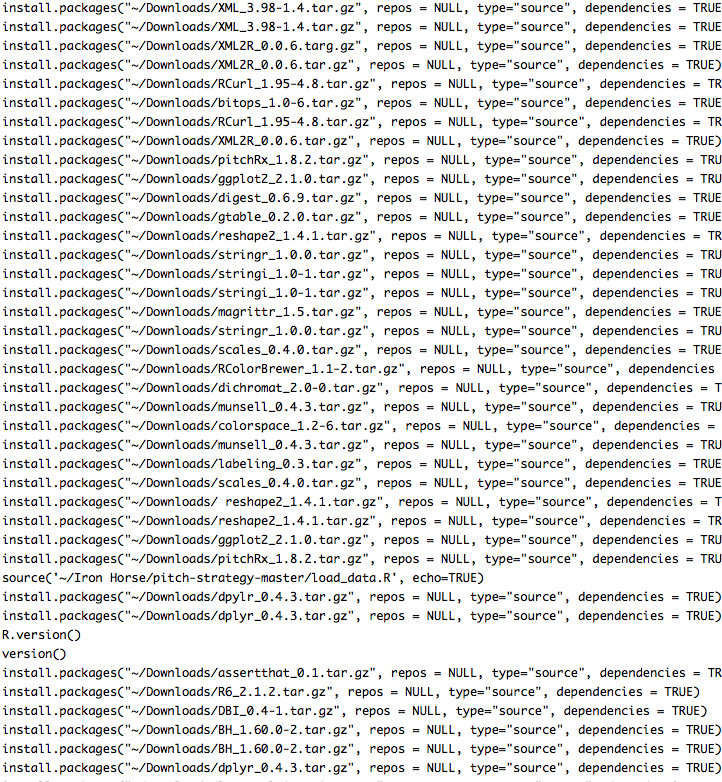 install.packages("~/Downloads/XML_3.98-1.4.tar.gz", repos = NULL, type="source", dependencies = TRUE
install.packages("~/Downloads/XML_3.98-1.4.tar.gz", repos = NULL, type="source", dependencies = TRUE
install.packages("~/Downloads/XML2R_0.0.6.targ.gz", repos = NULL, type="source", dependencies = TRUE
install.packages("~/Downloads/XML2R_0.0.6.tar.gz", repos = NULL, type="source", dependencies = TRUE)
install.packages("~/Downloads/RCurl_1.95-4.8.tar.gz", repos = NULL, type="source", dependencies = TR
install.packages("~/Downloads/bitops_1.0-6.tar.gz", repos = NULL, type="source", dependencies = TRUE
install.packages("~/Downloads/RCurl_1.95-4.8.tar.gz", repos = NULL, type="source", dependencies = TR
install.packages("~/Downloads/XML2R_0.0.6.tar.gz", repos = NULL, type="source", dependencies = TRUE)
install.packages("~/Downloads/pitchRx_1.8.2.tar.gz", repos = NULL, type="source", dependencies = TRU
install.packages("~/Downloads/ggplot2_2.1.0.tar.gz", repos = NULL, type="source", dependencies = TRU
install.packages("~/Downloads/digest_0.6.9.tar.gz", repos = NULL, type="source", dependencies = TRUE
install.packages("~/Downloads/gtable_0.2.0.tar.gz", repos = NULL, type="source", dependencies = TRUE
install.packages("~/Downloads/reshape2_1.4.1.tar.gz", repos = NULL, type="source", dependencies = TR
install.packages("~/Downloads/stringr_1.0.0.tar.gz", repos = NULL, type="source", dependencies = TRU
install.packages("~/Downloads/stringi_1.0-1.tar.gz", repos = NULL, type="source", dependencies = TRU
install.packages("~/Downloads/stringi_1.0-1.tar.gz", repos = NULL, type="source", dependencies = TRU
install.packages("~/Downloads/magrittr_1.5.tar.gz", repos = NULL, type="source", dependencies = TRUE
install.packages("~/Downloads/stringr_1.0.0.tar.gz", repos = NULL, type="source", dependencies = TRU
install.packages("~/Downloads/scales_0.4.0.tar.gz", repos = NULL, type="source", dependencies = TRUE
install.packages("~/Downloads/RColorBrewer_1.1-2.tar.gz", repos = NULL, type="source", dependencies
install.packages("~/Downloads/dichromat_2.0-0.tar.gz", repos = NULL, type="source", dependencies = T
install.packages("~/Downloads/munsell_0.4.3.tar.gz", repos = NULL, type="source", dependencies = TRU
install.packages("~/Downloads/colorspace_1.2-6.tar.gz", repos = NULL, type="source", dependencies =
install.packages("~/Downloads/munsell_0.4.3.tar.gz", repos = NULL, type="source", dependencies = TRU
install.packages("~/Downloads/labeling_0.3.tar.gz", repos = NULL, type="source", dependencies = TRUE
install.packages("~/Downloads/scales_0.4.0.tar.gz", repos = NULL, type="source", dependencies = TRUE
install.packages("~/Downloads/ reshape2_1.4.1.tar.gz", repos = NULL, type="source", dependencies = T
install.packages("~/Downloads/reshape2_1.4.1.tar.gz", repos = NULL, type="source", dependencies = TR
install.packages("~/Downloads/ggplot2_2.1.0.tar.gz", repos = NULL, type="source", dependencies = TRU
install.packages("~/Downloads/pitchRx_1.8.2.tar.gz", repos = NULL, type="source", dependencies = TRU
source('~/Iron Horse/pitch-strategy-master/load_data.R', echo=TRUE)
install.packages("~/Downloads/dpylr_0.4.3.tar.gz", repos = NULL, type="source", dependencies = TRUE)
install.packages("~/Downloads/dplyr_0.4.3.tar.gz", repos = NULL, type="source", dependencies = TRUE)
R.version()
version()
install.packages("~/Downloads/assertthat_0.1.tar.gz", repos = NULL, type="source", dependencies = TR
install.packages("~/Downloads/R6_2.1.2.tar.gz", repos = NULL, type="source", dependencies = TRUE)
install.packages("~/Downloads/DBI_0.4-1.tar.gz", repos = NULL, type="source", dependencies = TRUE)
install.packages("~/Downloads/BH_1.60.0-2.tar.gz", repos = NULL, type="source", dependencies = TRUE)
install.packages("~/Downloads/BH_1.60.0-2.tar.gz", repos = NULL, type="source", dependencies = TRUE)
install.packages("~/Downloads/dplyr_0.4.3.tar.gz", repos = NULL, type="source", dependencies = TRUE)